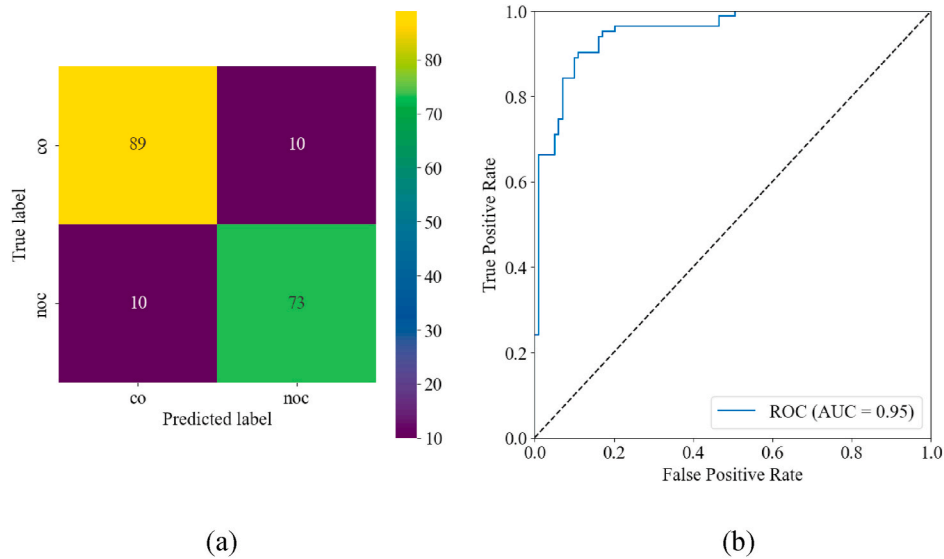 89
10
10
73
co
noc
True label
co
noc
Predicted label
80
70
60
50
40
30
20
10
(a)
1.0
0.8
0.6
0.4
0.2
0.0
True Positive Rate
ROC (AUC = 0.95)
0.0
0.2
0.4
0.6
0.8
1.0
False Positive Rate
(b)